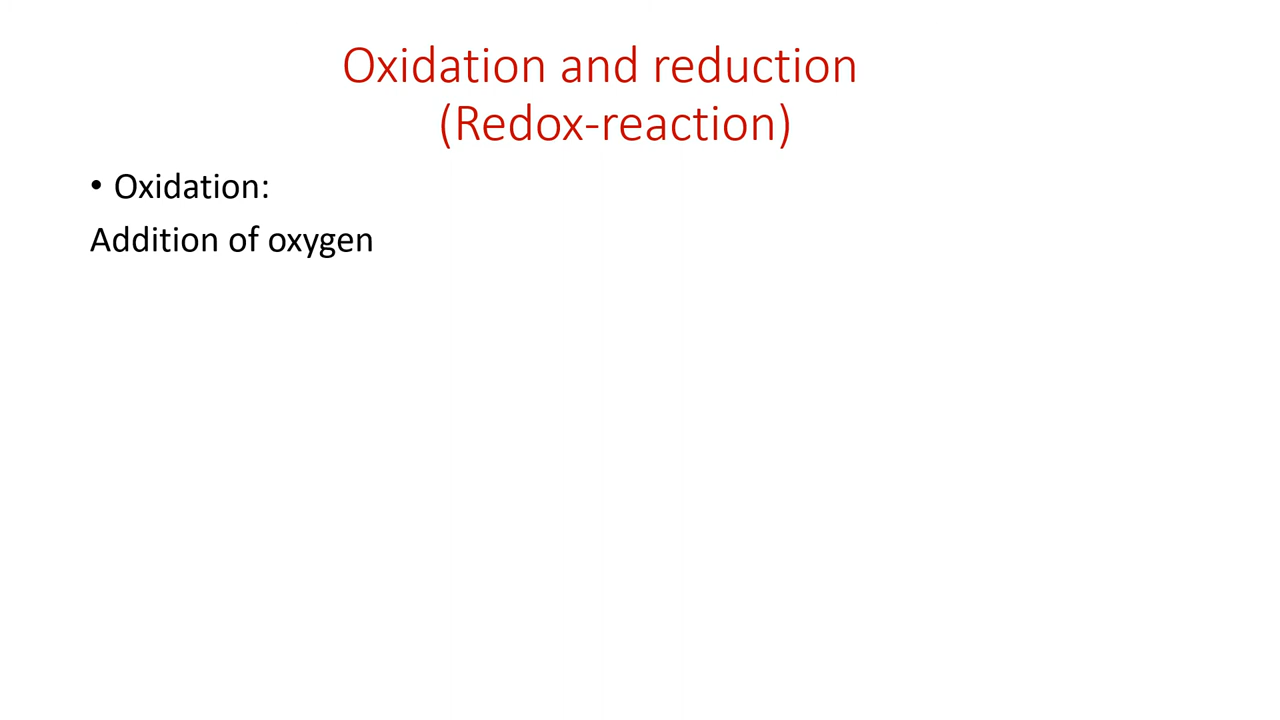 Oxidation and reduction
(Redox-reaction)
• Oxidation:
Addition of oxygen